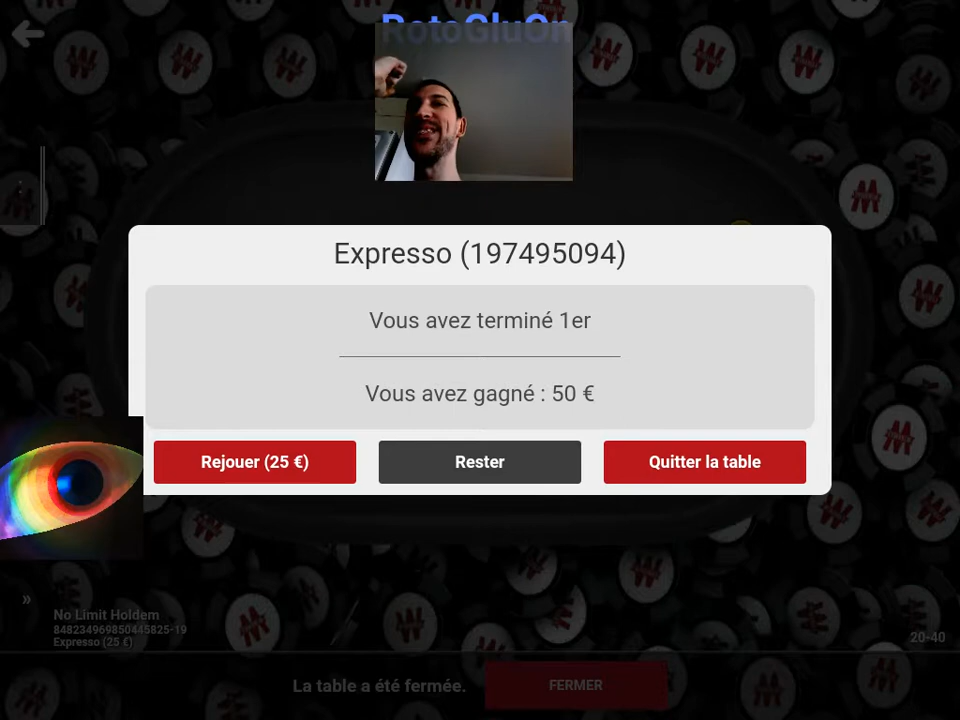 RotoGluOn
Expresso (197495094)
Vous avez terminé 1er
Vous avez gagné : 50 €
Rejouer (25 €)
Rester
Quitter la table
»
No Limit Holdem
848234969850445825-19
Expresso (25 €)
20-40
La table a été fermée.
FERMER